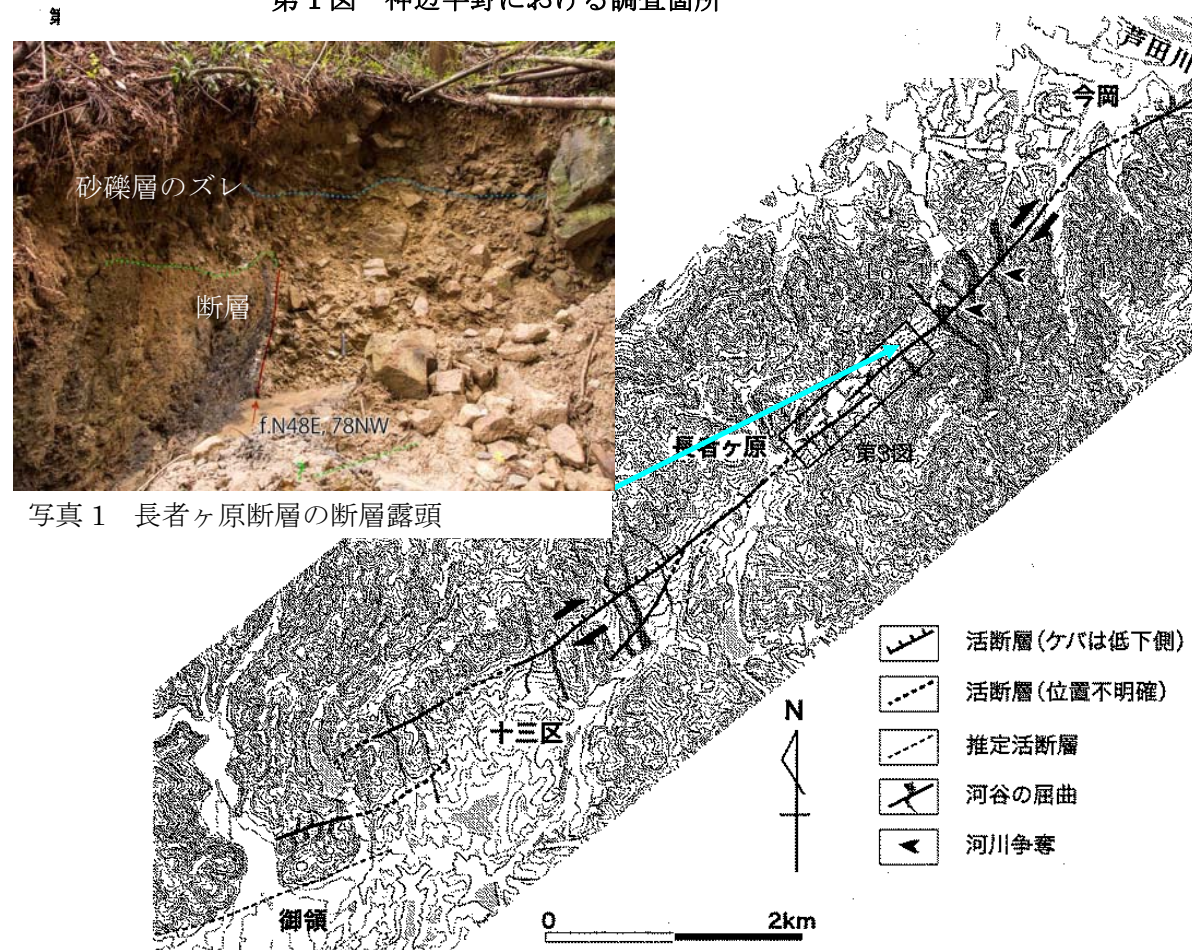 第1図 神辺平野における調査箇所
第
芦田川
今岡
砂礫層のズレ
断層
f.N48E, 78NW
長者ヶ原
第3図
写真1 長者ヶ原断層の断層露頭
活断層(ケバは低下側)
活断層(位置不明確)
N
推定活断層
十三区
河谷の屈曲
河川争奪
御領
0 2km